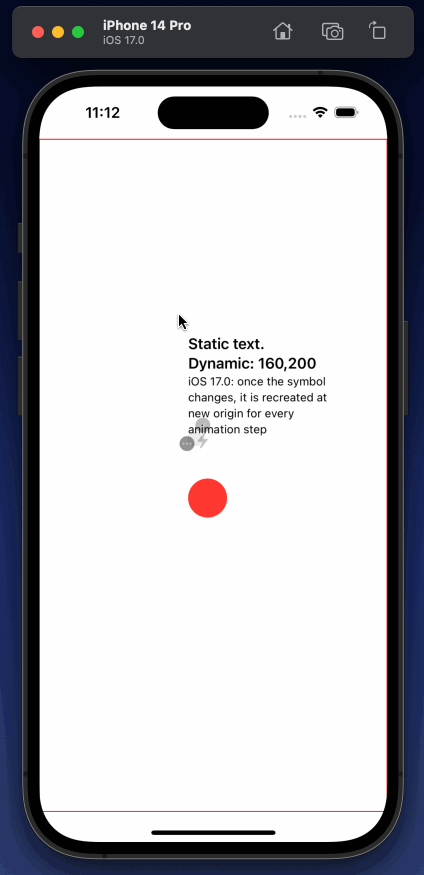 iPhone 14 Pro
iOS 17.0
11:12
Static text.
Dynamic: 160,200
iOS 17.0: once the symbol
changes, it is recreated at
new origin for every
animation step